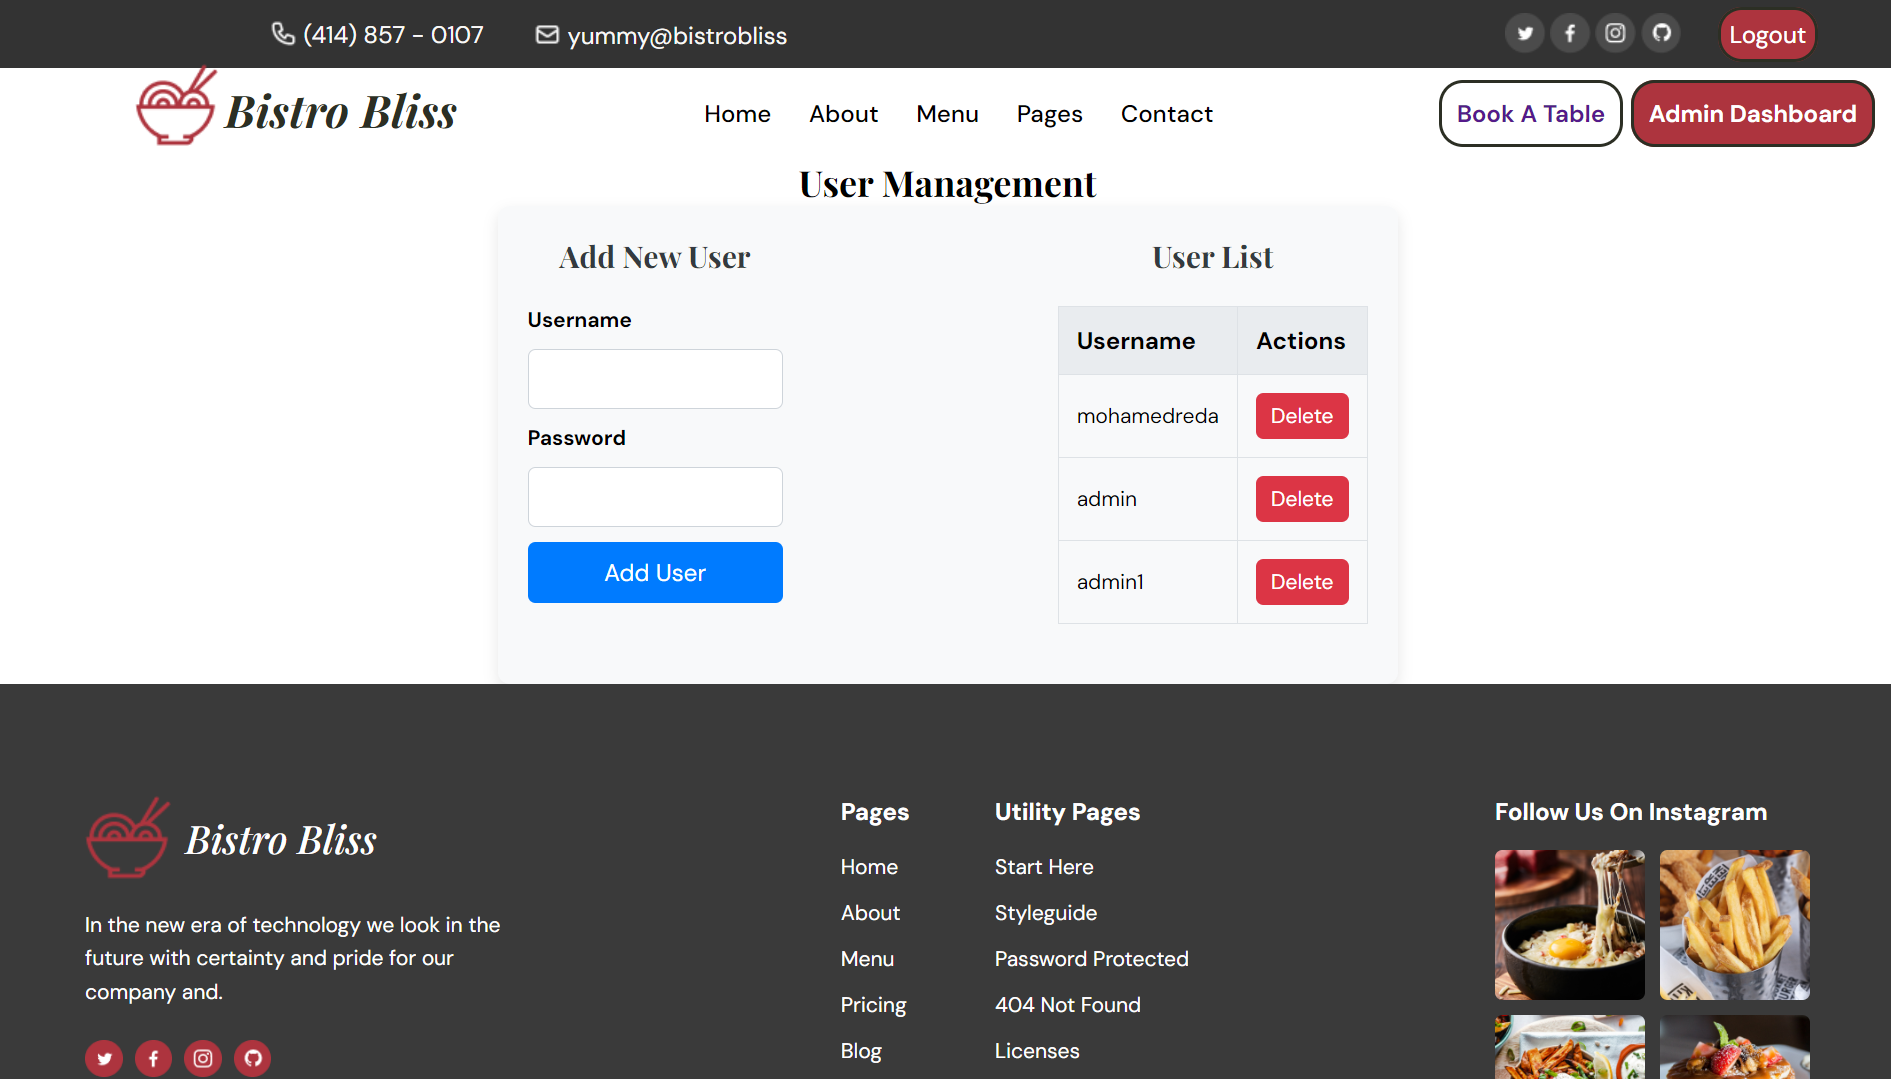 (414) 857 - 0107
yummy@bistrobliss
Logout
Bistro Bliss
Home
About
Menu
Pages
Contact
Book A Table
Admin Dashboard
User Management
Add New User
Username
Password
Add User
User List
Username Actions
mohamedreda Delete
admin Delete
admin1 Delete
Bistro Bliss
In the new era of technology we look in the
future with certainty and pride for our
company and.
Pages
Home
About
Menu
Pricing
Blog
Utility Pages
Start Here
Styleguide
Password Protected
404 Not Found
Licenses
Follow Us On Instagram